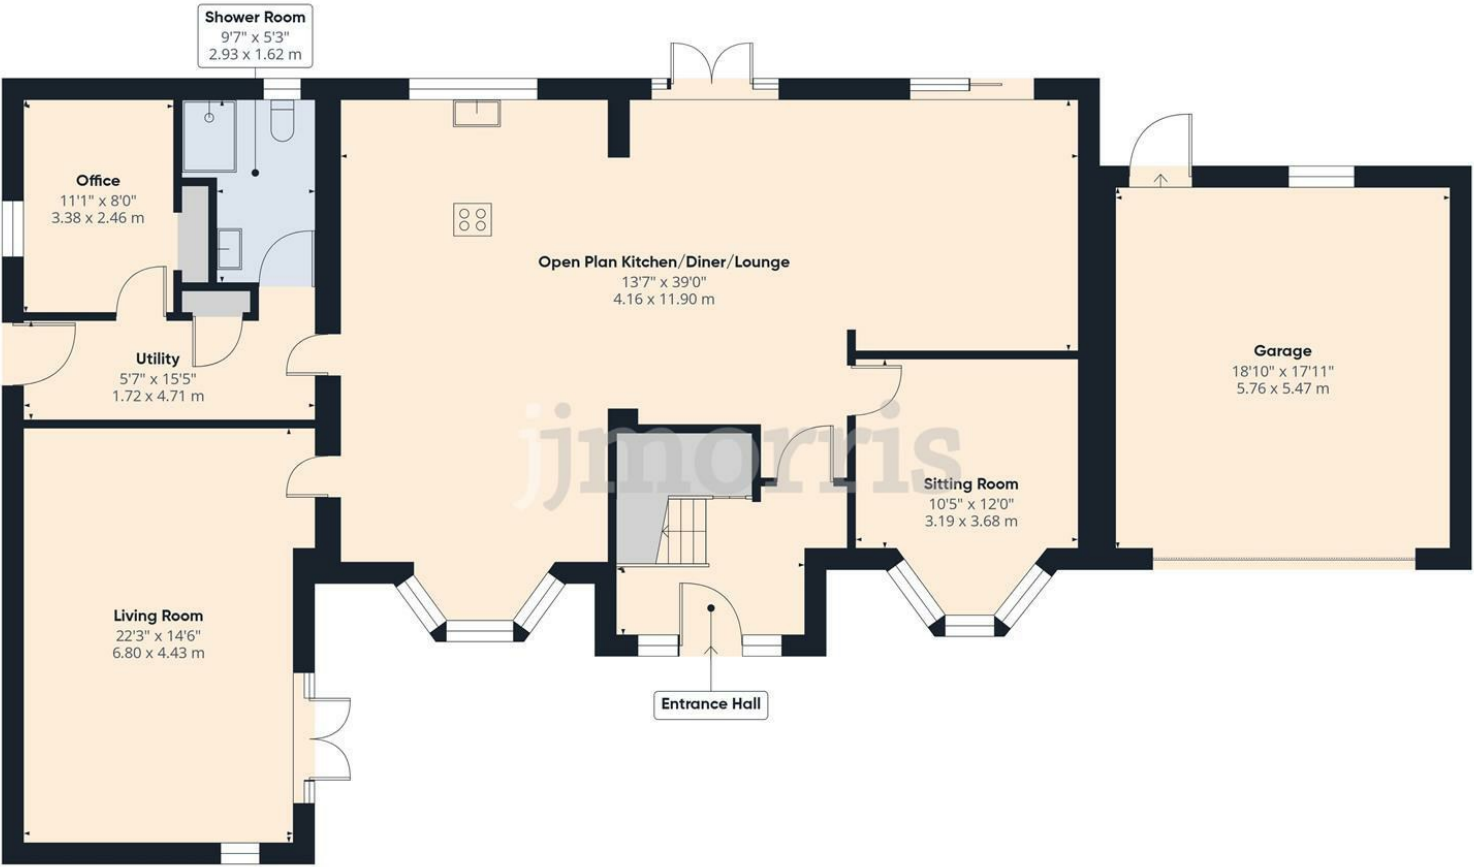 Shower Room
9'7" x 5'3"
2.93 x 1.62 m
Office
11'1" x 8'0"
3.38 x 2.46 m
Open Plan Kitchen/Diner/Lounge
13'7" x 39'0"
4.16 x 11.90 m
Utility
5'7" x 15'5"
1.72 x 4.71 m
Garage
18'10" x 17'11"
5.76 x 5.47 m
jjmorris
Sitting Room
10'5" x 12'0"
3.19 x 3.68 m
Living Room
22'3" x 14'6"
6.80 x 4.43 m
Entrance Hall